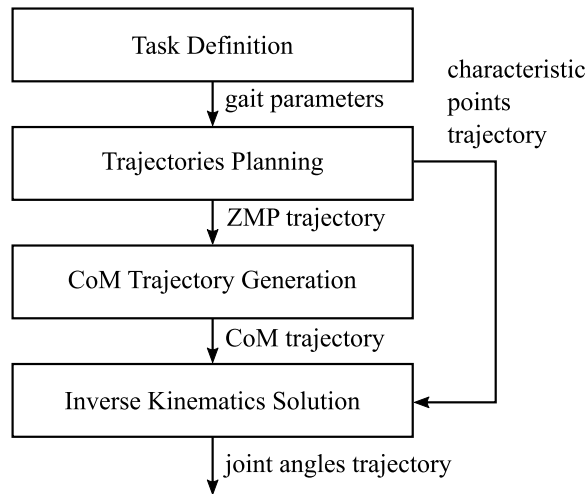 Task Definition
gait parameters
characteristic
points
trajectory
Trajectories Planning
ZMP trajectory
CoM Trajectory Generation
CoM trajectory
Inverse Kinematics Solution
joint angles trajectory